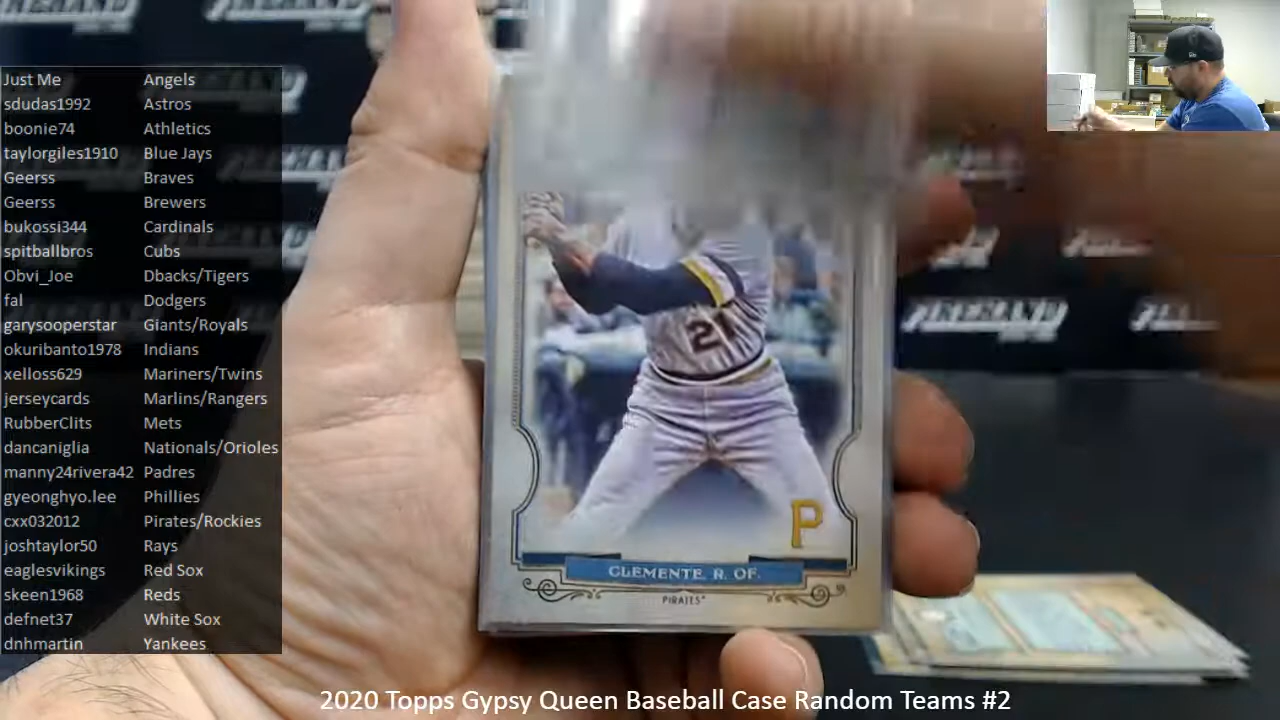 Just Me Angels
sdudas1992 Astros
boonie74 Athletics
taylorgiles1910 Blue Jays
Geerss Braves
Geerss Brewers
bukossi344 Cardinals
spitballbros Cubs
Obvi_Joe Dbacks/Tigers
fal Dodgers
garysooperstar Giants/Royals
okuribanto1978 Indians
xelloss629 Mariners/Twins
jerseycards Marlins/Rangers
RubberClits Mets
dancaniglia Nationals/Orioles
manny24rivera42 Padres
gyeonghyo.lee Phillies
cxx032012 Pirates/Rockies
joshtaylor50 Rays
eaglesvikings Red Sox
skeen1968 Reds
defnet37 White Sox
dnhmartin Yankees
FIREHAND
21
P
CLEMENTE, R. OF.
PIRATES
2020 Topps Gypsy Queen Baseball Case Random Teams #2